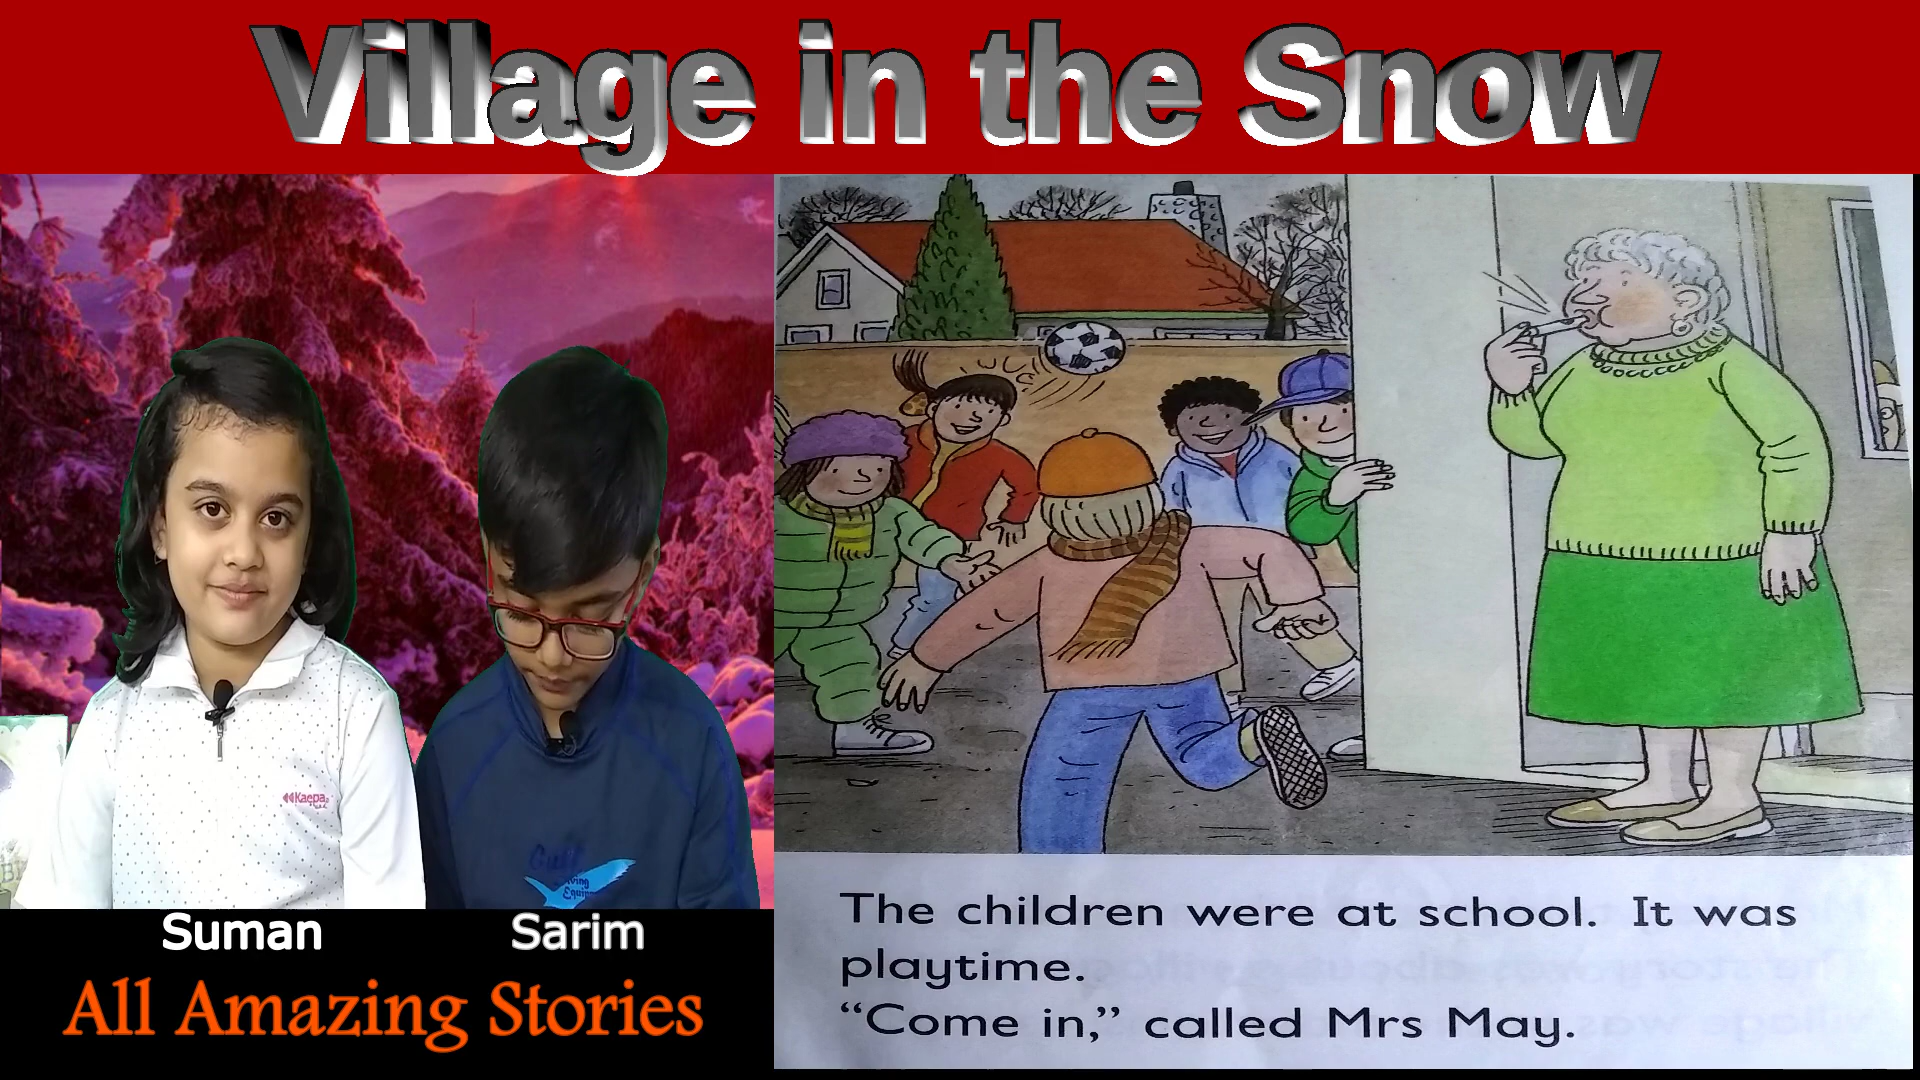 Village in the Snow
Kaepa
Suman
Sarim
All Amazing Stories
The children were at school. It was
playtime.
“Come in,” called Mrs May.